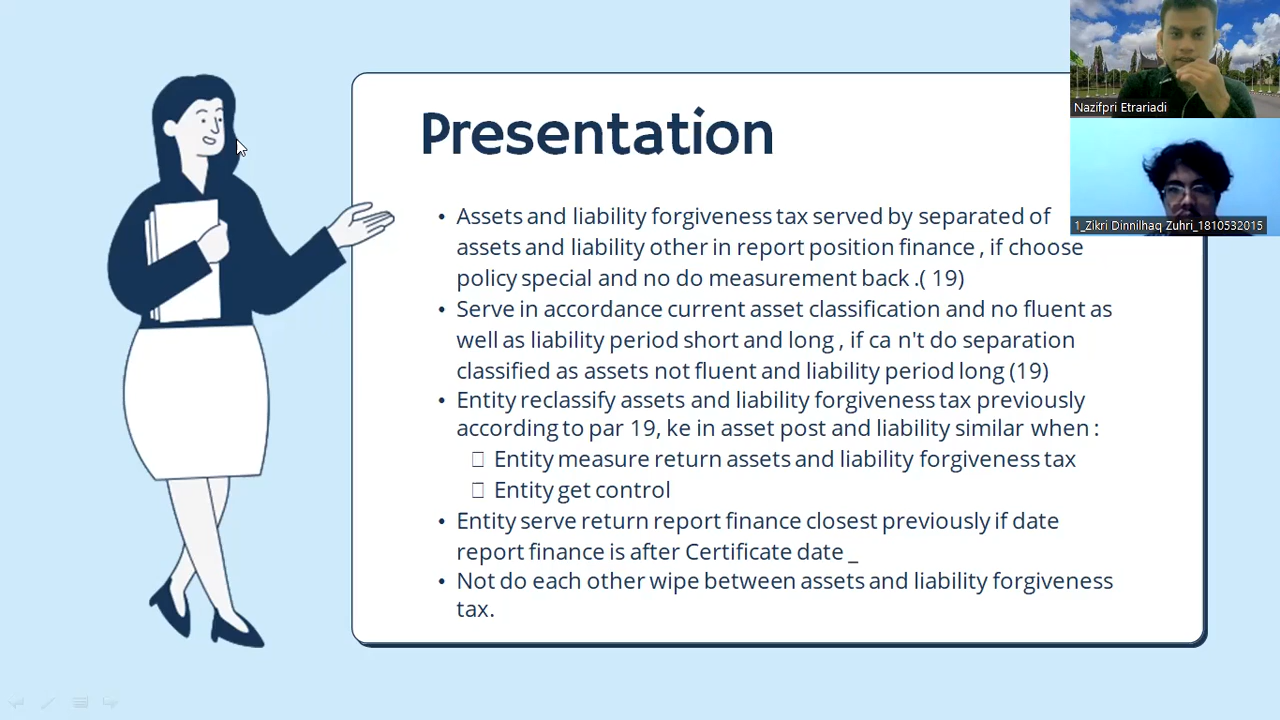 Presentation
• Assets and liability forgiveness tax served by separated of
assets and liability other in report position finance , if choose
policy special and no do measurement back .( 19)
• Serve in accordance current asset classification and no fluent as
well as liability period short and long , if ca n't do separation
classified as assets not fluent and liability period long (19)
• Entity reclassify assets and liability forgiveness tax previously
according to par 19, ke in asset post and liability similar when :
□ Entity measure return assets and liability forgiveness tax
□ Entity get control
• Entity serve return report finance closest previously if date
report finance is after Certificate date _
• Not do each other wipe between assets and liability forgiveness
tax.
Nazifpri Etrariadi
1_Zikri Dinnilhaq Zuhri_1810532015